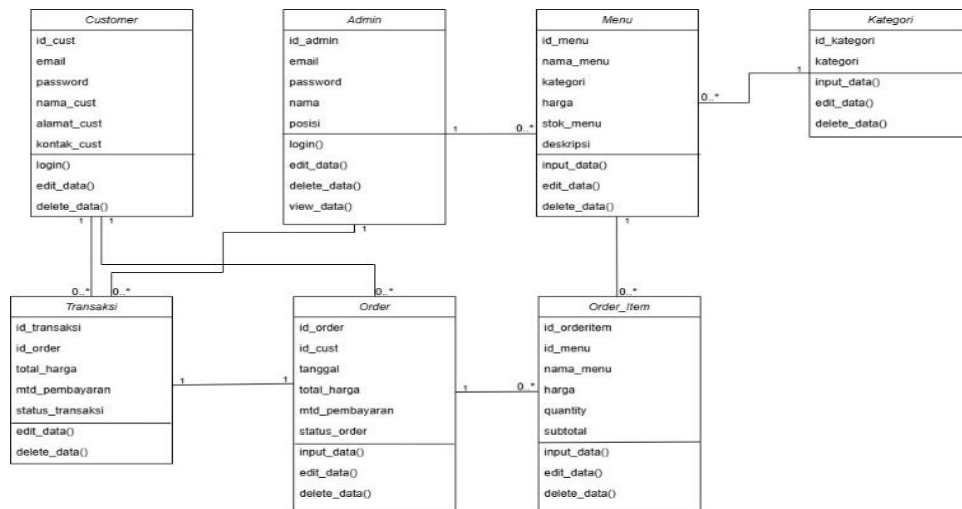 Customer
id_cust
email
password
nama_cust
alamat_cust
kontak_cust
login()
edit_data()
delete_data()
Admin
id_admin
email
password
nama
posisi
login()
edit_data()
delete_data()
view_data()
Menu
id_menu
nama_menu
kategori
harga
stok_menu
deskripsi
input_data()
edit_data()
delete_data()
Kategori
id_kategori
kategori
input_data()
edit_data()
delete_data()
1
0..*
0..*
1
1
1
1
1
0..*
0..*
0..*
0..*
Transaksi
id_transaksi
id_order
total_harga
mtd_pembayaran
status_transaksi
edit_data()
delete_data()
1
1
Order
id_order
id_cust
tanggal
total_harga
mtd_pembayaran
status_order
input_data()
edit_data()
delete_data()
1
0..*
Order_Item
id_orderitem
id_menu
nama_menu
harga
quantity
subtotal
input_data()
edit_data()
delete_data()